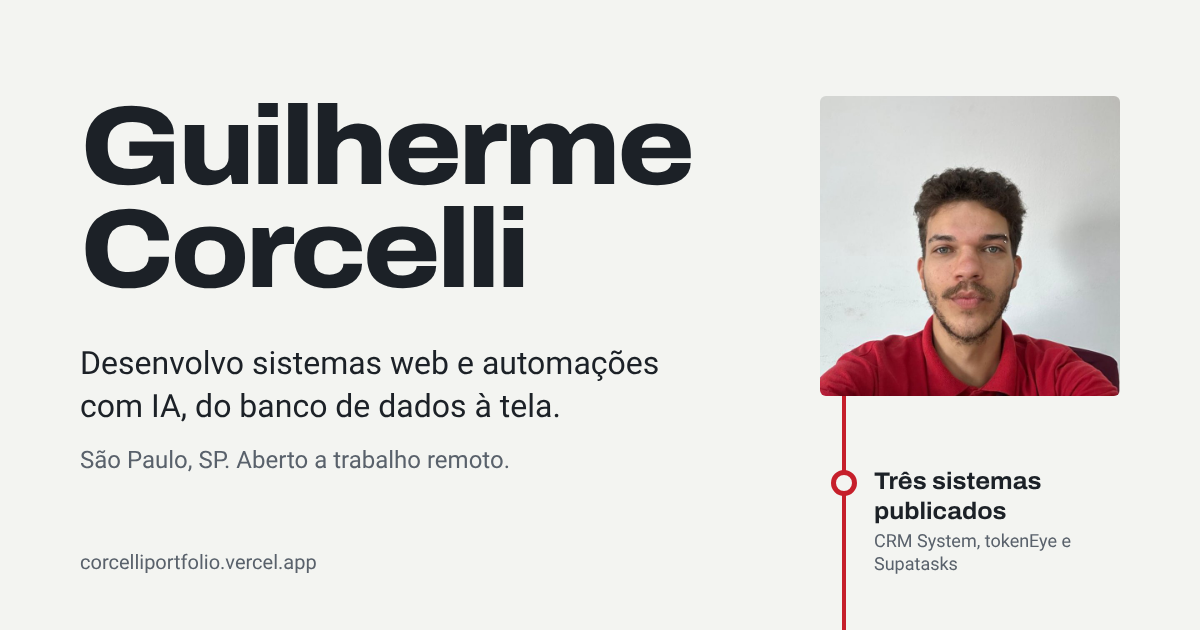 Guilherme
Corcelli
Desenvolvo sistemas web e automações
com IA, do banco de dados à tela.
São Paulo, SP. Aberto a trabalho remoto.
corcelliportfolio.vercel.app
Três sistemas
publicados
CRM System, tokenEye e
Supatasks